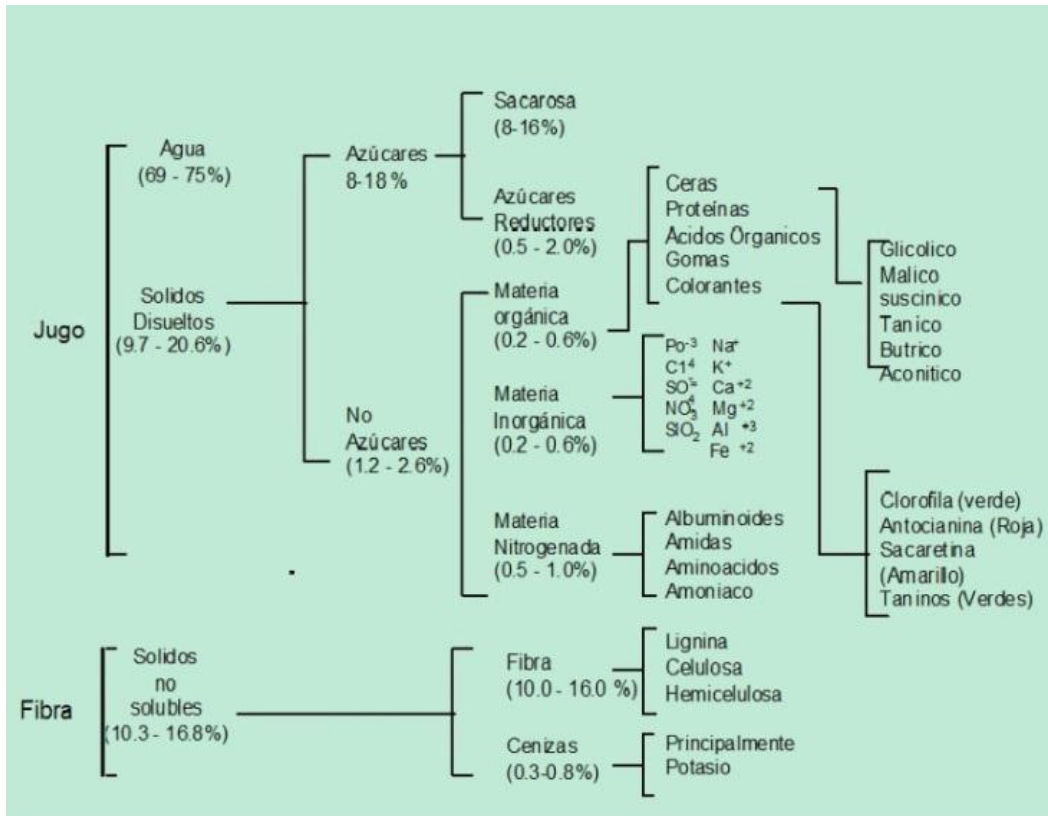 Jugo
Agua
(69 - 75%)
Solidos
Disueltos
(9.7 - 20.6%)
Azúcares
8-18 %
No
Azúcares
(1.2 - 2.6%)
Sacarosa
(8-16%)
Azúcares
Reductores
(0.5 - 2.0%)
Materia
orgánica
(0.2 - 0.6%)
Materia
Inorgánica
(0.2 - 0.6%)
Materia
Nitrogenada
(0.5 - 1.0%)
Ceras
Proteínas
Acidos Organicos
Gomas
Colorantes
Po⁻³ Na⁺
C1⁴ K⁺
SO⁼ Ca⁺²
NO₃⁴ Mg⁺²
SIO₂ Al ⁺³
Fe ⁺²
Albuminoides
Amidas
Aminoacidos
Amoniaco
Glicolico
Malico
suscinico
Tanico
Butrico
Aconitico
Clorofila (verde)
Antocianina (Roja)
Sacaretina
(Amarillo)
Taninos (Verdes)
Fibra
Solidos
no
solubles
(10.3 - 16.8%)
Fibra
(10.0 - 16.0 %)
Cenizas
(0.3-0.8%)
Lignina
Celulosa
Hemicelulosa
Principalmente
Potasio